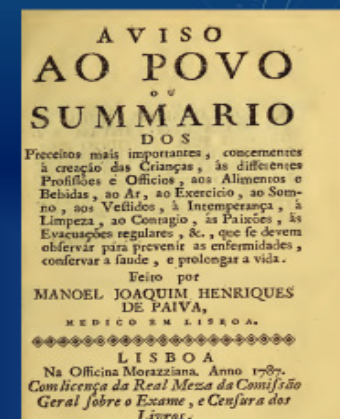 AVISO
AO POVO
OU
SUMMARIO
DOS
Preceitos mais importantes, concernentes
à creação das Crianças, ás differentes
Profissões e Officios, aos Alimentos e
Bebidas, ao Ar, ao Exercicio, ao Som-
no, aos Vestidos, à Intemperança, à
Limpeza, ao Contagio, ás Paixões, ás
Evacuações regulares, &c., que se devem
observar para prevenir as enfermidades,
conservar a saude, e prolongar a vida.
Feito por
MANOEL JOAQUIM HENRIQUES
DE PAIVA,
MEDICO EM LISBOA.
LISBOA
Na Officina Morazziana. Anno 1787.
Com licença da Real Meza da Comissão
Geral sobre o Exame, e Censura dos
Livros.